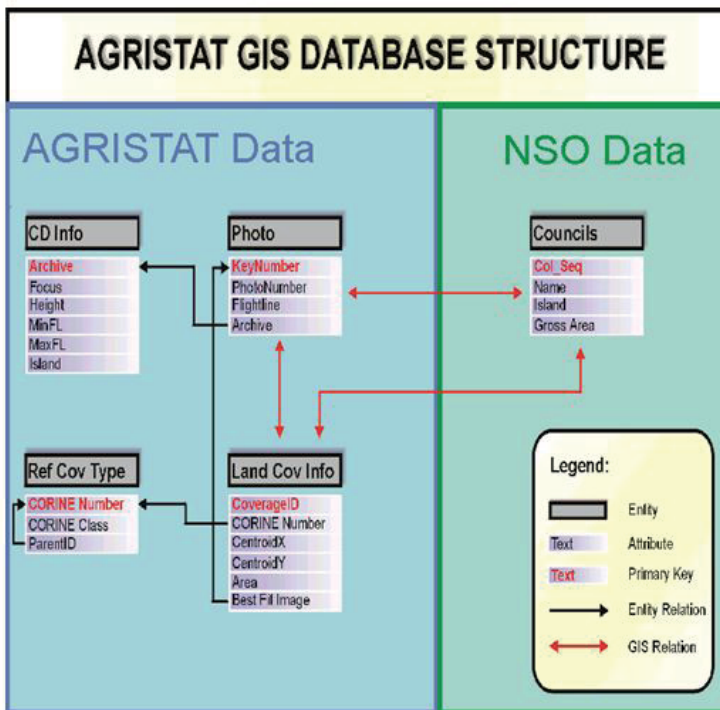 AGRISTAT GIS DATABASE STRUCTURE
AGRISTAT Data
NSO Data
CD Info
Archive
Focus
Height
MinFL
MaxFL
Island
Photo
KeyNumber
PhotoNumber
Flightline
Archive
Councils
Col_Seq
Name
Island
Gross Area
Ref Cov Type
CORINE Number
CORINE Class
ParentID
Land Cov Info
CoverageID
CORINE Number
CentroidX
CentroidY
Area
Best Fill Image
Legend:
Entity
Text Attribute
Text Primary Key
Entity Relation
GIS Relation